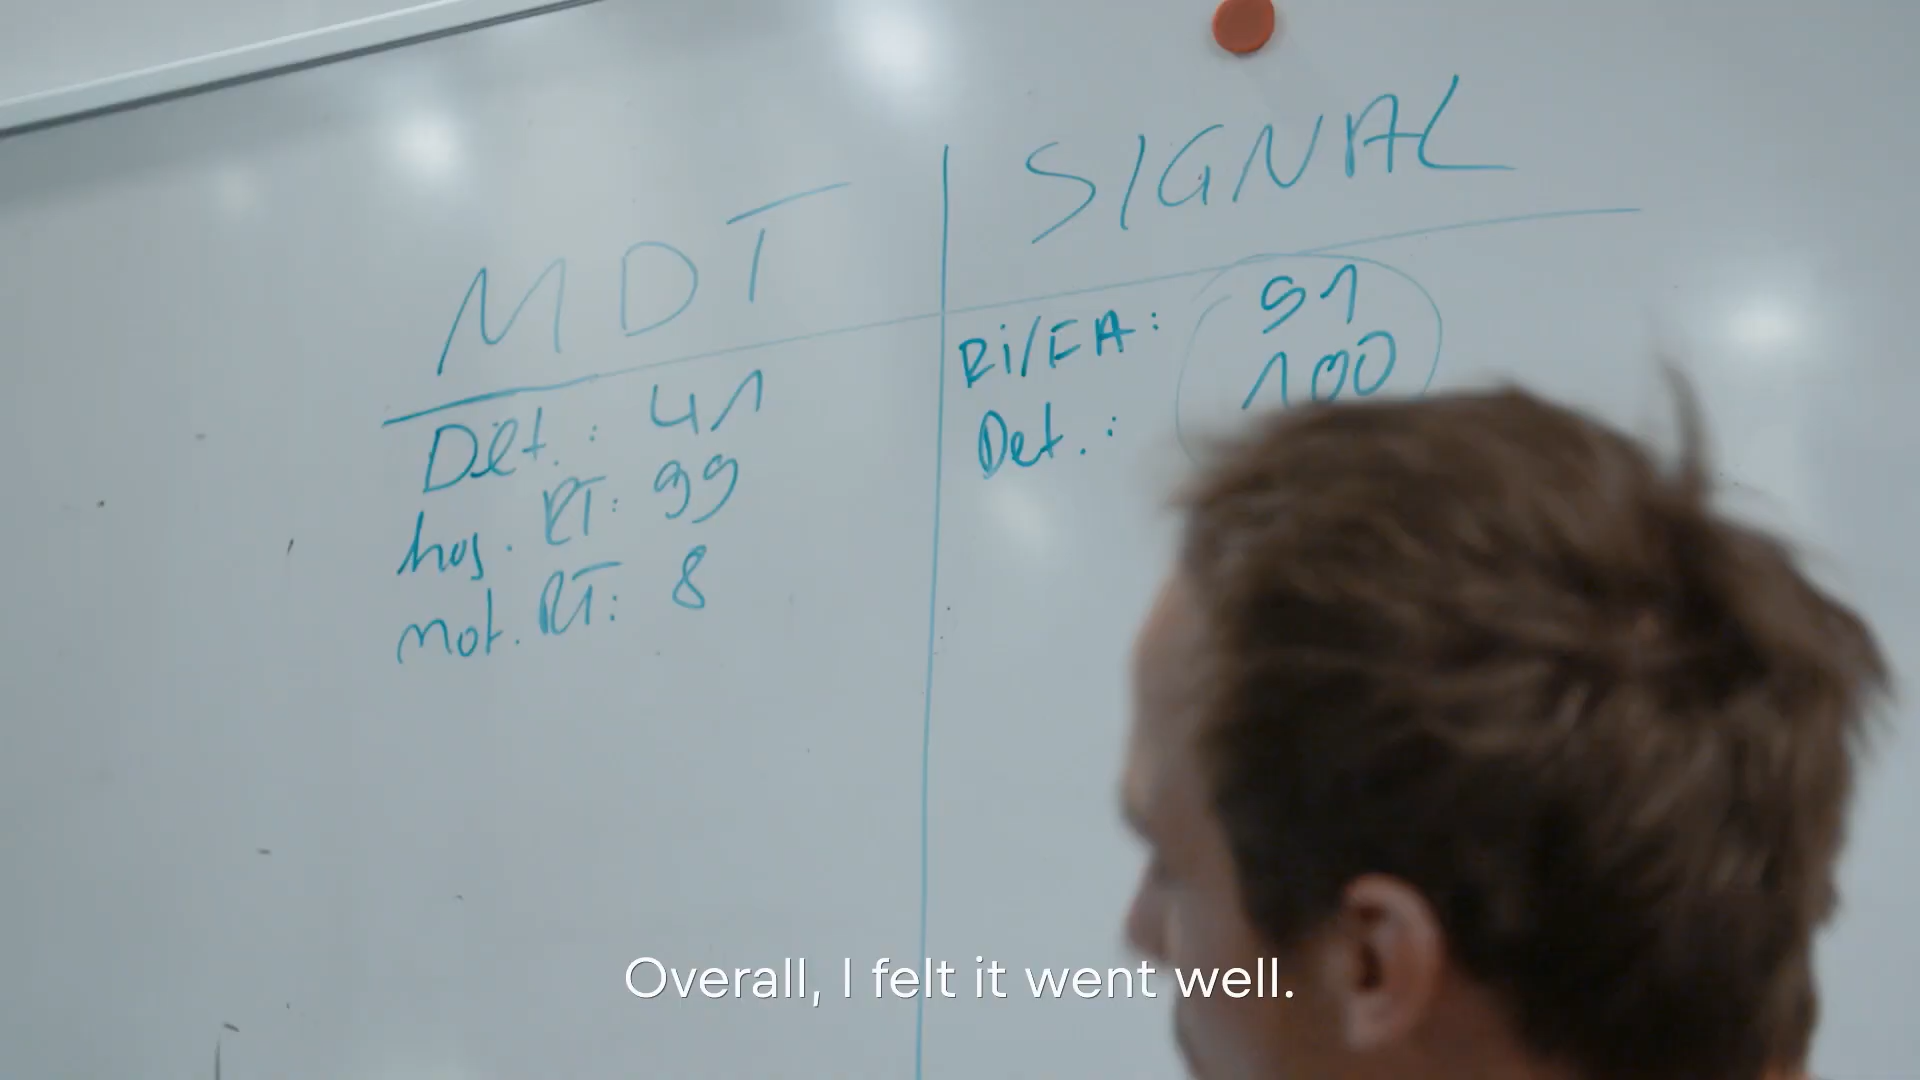 MDT
Det.: 41
hos. RT: 99
mot. RT: 8
SIGNAL
Ri/FA: 91
Det.: 100
Overall, I felt it went well.